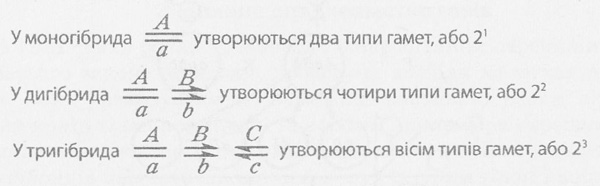 У моногібрида A/a утворюються два типи гамет, або 2¹
У дигібрида A/a B/b утворюються чотири типи гамет, або 2²
У тригібрида A/a B/b C/c утворюються вісім типів гамет, або 2³